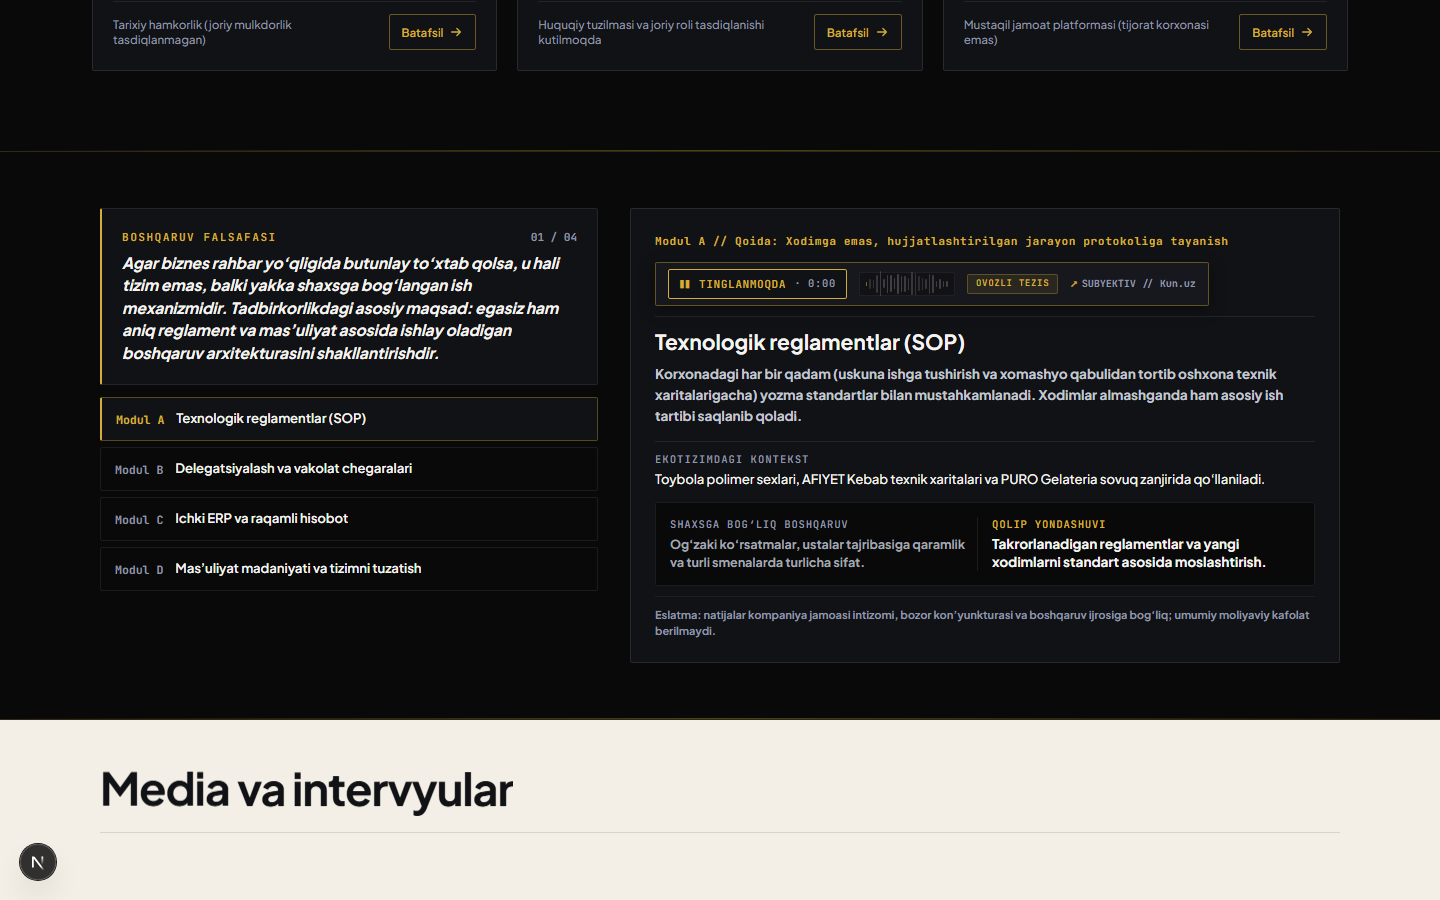 Tarixiy hamkorlik (joriy mulkdorlik
tasdiqlanmagan)
Batafsil →
Huquqiy tuzilmasi va joriy roli tasdiqlanishi
kutilmoqda
Batafsil →
Mustaqil jamoat platformasi (tijorat korxonasi
emas)
Batafsil →
BOSHQARUV FALSAFASI
01 / 04
Agar biznes rahbar yo‘qligida butunlay to‘xtab qolsa, u hali
tizim emas, balki yakka shaxsga bog‘langan ish
mexanizmidir. Tadbirkorlikdagi asosiy maqsad: egasiz ham
aniq reglament va mas’uliyat asosida ishlay oladigan
boshqaruv arxitekturasini shakllantirishdir.
Modul A Texnologik reglamentlar (SOP)
Modul B Delegatsiyalash va vakolat chegaralari
Modul C Ichki ERP va raqamli hisobot
Modul D Mas’uliyat madaniyati va tizimni tuzatish
Modul A // Qoida: Xodimga emas, hujjatlashtirilgan jarayon protokoliga tayanish
TINGLANMOQDA · 0:00
OVOZLI TEZIS
↗ SUBYEKTIV // Kun.uz
Texnologik reglamentlar (SOP)
Korxonadagi har bir qadam (uskuna ishga tushirish va xomashyo qabulidan tortib oshxona texnik
xaritalarigacha) yozma standartlar bilan mustahkamlanadi. Xodimlar almashganda ham asosiy ish
tartibi saqlanib qoladi.
EKOTIZIMDAGI KONTEKST
Toybola polimer sexlari, AFIYET Kebab texnik xaritalari va PURO Gelateria sovuq zanjirida qo‘llaniladi.
SHAXSGA BOG‘LIQ BOSHQARUV
Og‘zaki ko‘rsatmalar, ustalar tajribasiga qaramlik
va turli smenalarda turlicha sifat.
QOLIP YONDASHUVI
Takrorlanadigan reglamentlar va yangi
xodimlarni standart asosida moslashtirish.
Eslatma: natijalar kompaniya jamoasi intizomi, bozor kon’yunkturasi va boshqaruv ijrosiga bog‘liq; umumiy moliyaviy kafolat
berilmaydi.
Media va intervyular
N